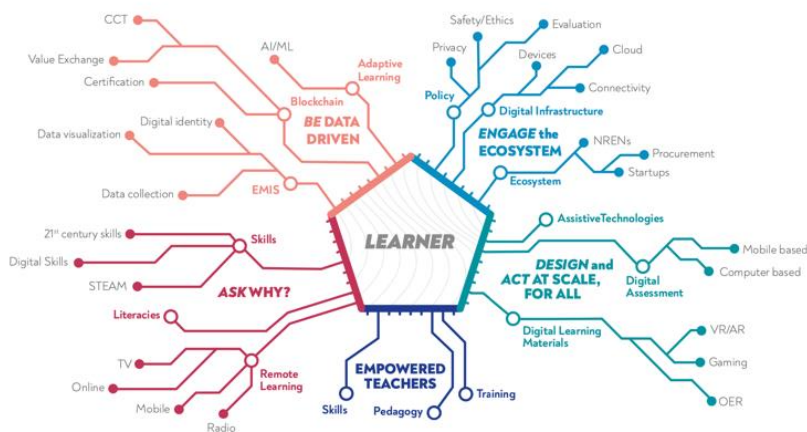 CCT
Value Exchange
Certification
AI/ML
Adaptive
Learning
Blockchain
BE DATA
DRIVEN
Digital identity
Data visualization
EMIS
Data collection
Safety/Ethics
Evaluation
Privacy
Devices
Cloud
Policy
Connectivity
Digital Infrastructure
ENGAGE the
ECOSYSTEM
NRENs
Procurement
Ecosystem
Startups
LEARNER
21st century skills
Skills
Digital Skills
STEAM
ASK WHY?
Literacies
TV
Online
Remote
Learning
Mobile
Radio
AssistiveTechnologies
DESIGN and
ACT AT SCALE,
FOR ALL
Mobile based
Digital
Assessment
Computer based
Digital Learning
Materials
VR/AR
Gaming
OER
EMPOWERED
TEACHERS
Skills
Pedagogy
Training